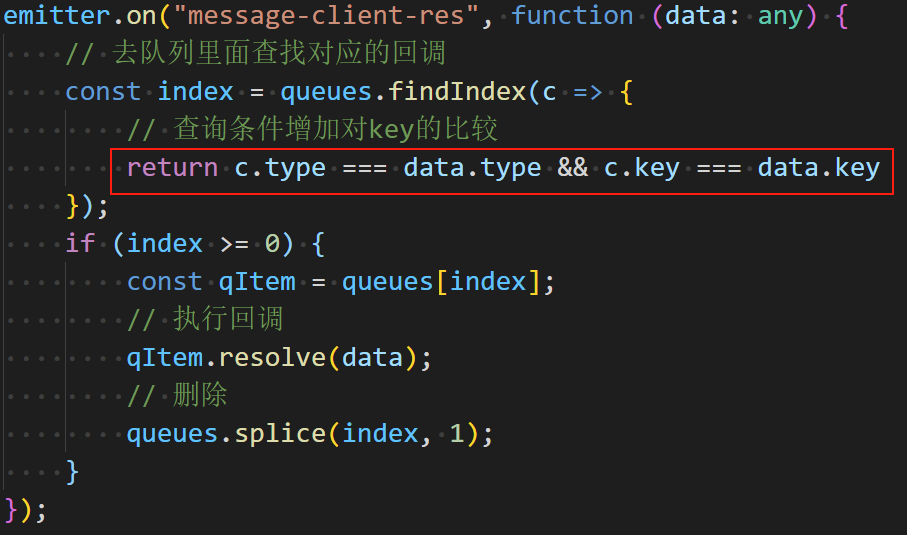 emitter.on("message-client-res", function (data: any) {
    // 去队列里面查找对应的回调
    const index = queues.findIndex(c => {
        // 查询条件增加对key的比较
        return c.type === data.type && c.key === data.key
    });
    if (index >= 0) {
        const qItem = queues[index];
        // 执行回调
        qItem.resolve(data);
        // 删除
        queues.splice(index, 1);
    }
});